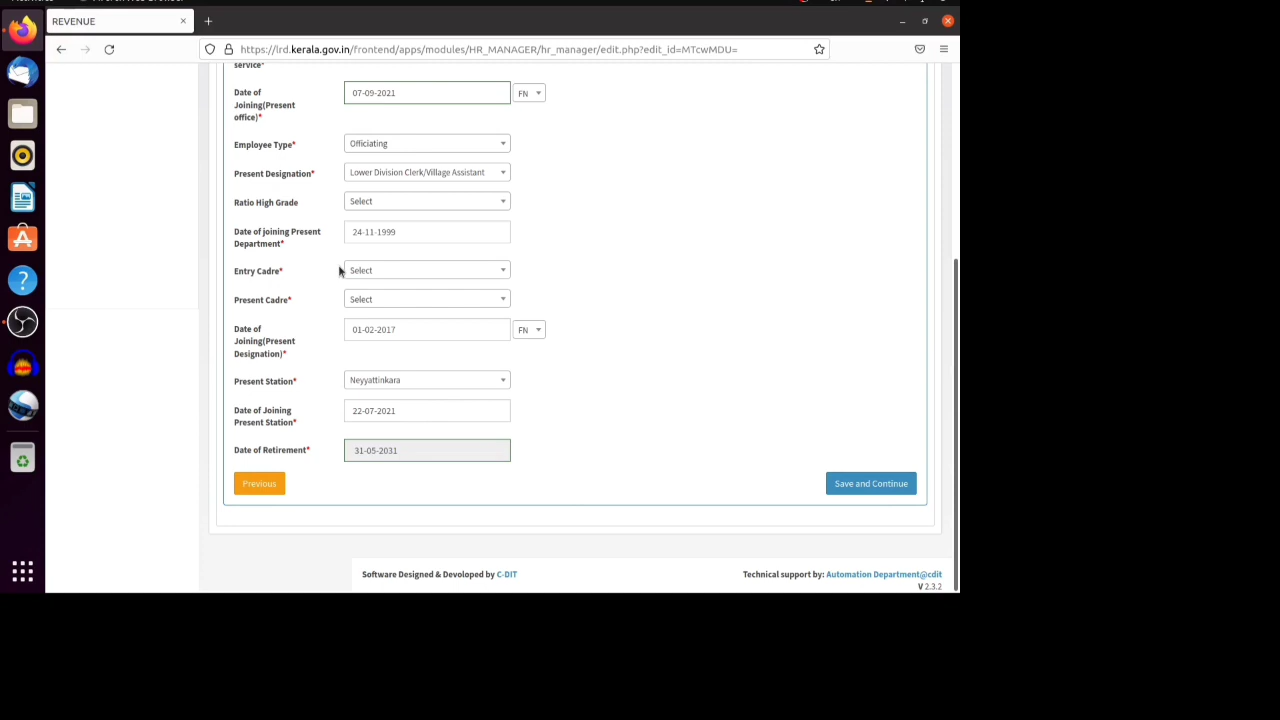 REVENUE
https://lrd.kerala.gov.in/frontend/apps/modules/HR_MANAGER/hr_manager/edit.php?edit_id=MTcwMDU=
service*
Date of
Joining(Present
office)*
07-09-2021
FN
Employee Type*
Officiating
Present Designation*
Lower Division Clerk/Village Assistant
Ratio High Grade
Select
Date of joining Present
Department*
24-11-1999
Entry Cadre*
Select
Present Cadre*
Select
Date of
Joining(Present
Designation)*
01-02-2017
FN
Present Station*
Neyyattinkara
Date of Joining
Present Station*
22-07-2021
Date of Retirement*
31-05-2031
Previous
Save and Continue
Software Designed & Devoloped by C-DIT
Technical support by: Automation Department@cdit
V 2.3.2